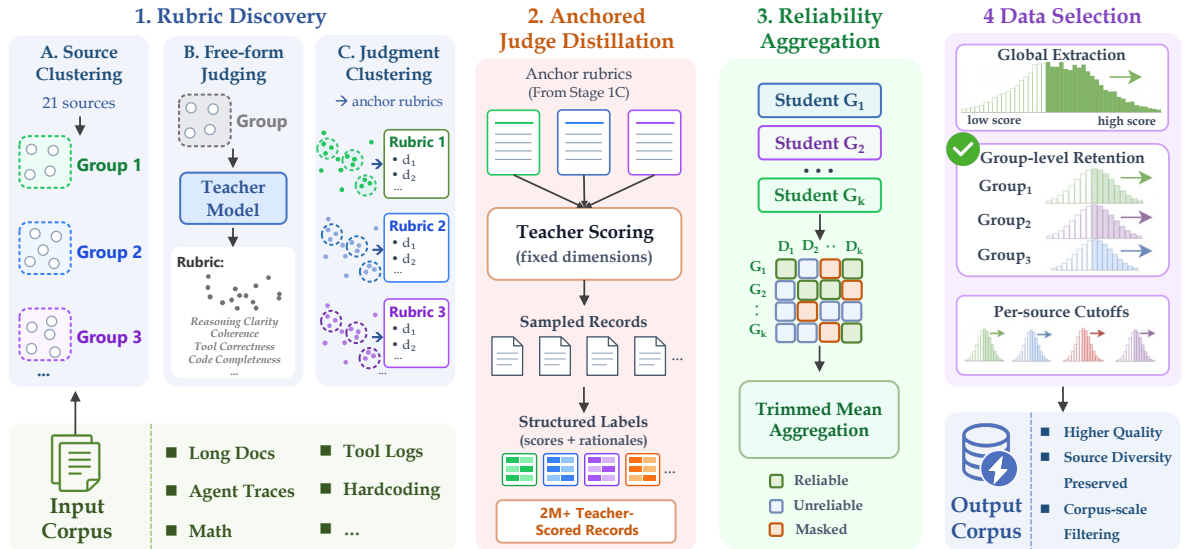 1. Rubric Discovery
A. Source
Clustering
21 sources
Group 1
Group 2
Group 3
...
B. Free-form
Judging
Group
Teacher
Model
Rubric:
Reasoning Clarity
Coherence
Tool Correctness
Code Completeness
...
C. Judgment
Clustering
→ anchor rubrics
Rubric 1
• d₁
• d₂
...
Rubric 2
• d₁
• d₂
...
Rubric 3
• d₁
• d₂
...
...
Input
Corpus
■ Long Docs
■ Agent Traces
■ Math
■ Tool Logs
■ Hardcoding
■ ...
2. Anchored
Judge Distillation
Anchor rubrics
(From Stage 1C)
Teacher Scoring
(fixed dimensions)
Sampled Records
...
Structured Labels
(scores + rationales)
...
2M+ Teacher-
Scored Records
3. Reliability
Aggregation
Student G₁
Student G₂
• • •
Student Gₖ
D₁ D₂ ·· Dₖ
G₁
G₂
:
Gₖ
Trimmed Mean
Aggregation
Reliable
Unreliable
Masked
4 Data Selection
Global Extraction
low score high score
Group-level Retention
Group₁
Group₂
Group₃
Per-source Cutoffs
Output
Corpus
■ Higher Quality
■ Source Diversity
Preserved
■ Corpus-scale
Filtering